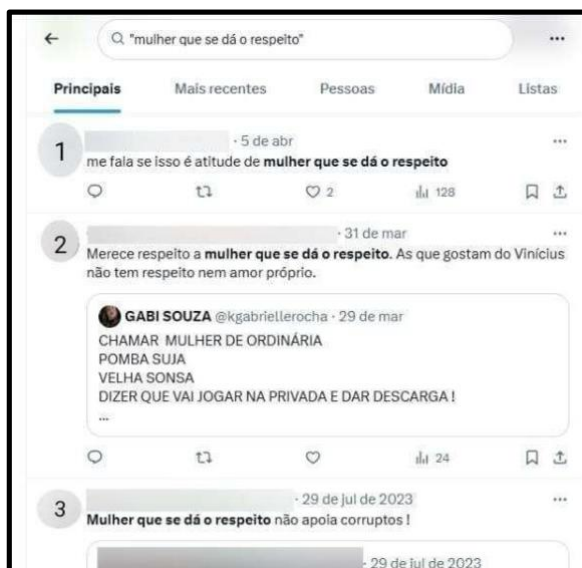 "mulher que se dá o respeito"
Principais Mais recentes Pessoas Mídia Listas
1
· 5 de abr
me fala se isso é atitude de mulher que se dá o respeito
2 128
2
· 31 de mar
Merece respeito a mulher que se dá o respeito. As que gostam do Vinícius
não tem respeito nem amor próprio.
GABI SOUZA @kgabriellerocha · 29 de mar
CHAMAR MULHER DE ORDINÁRIA
POMBA SUJA
VELHA SONSA
DIZER QUE VAI JOGAR NA PRIVADA E DAR DESCARGA !
...
24
3
· 29 de jul de 2023
Mulher que se dá o respeito não apoia corruptos !
· 29 de jul de 2023